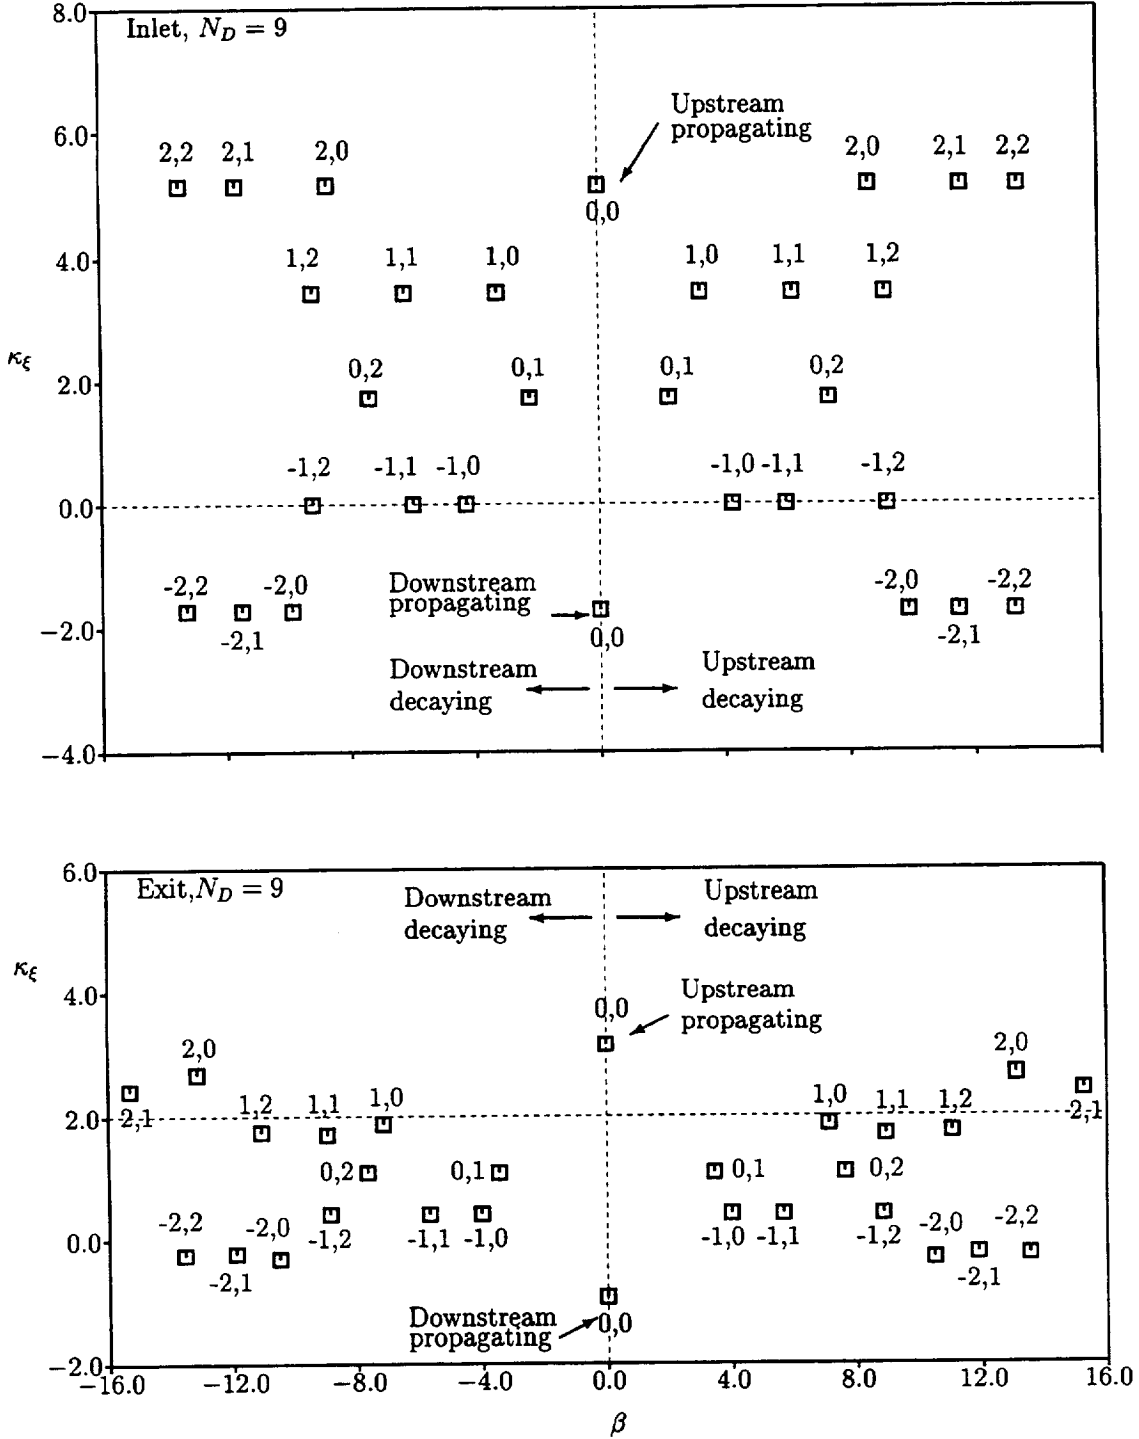 8.0
Inlet, N_D = 9
6.0
4.0
κ_ξ
2.0
0.0
−2.0
−4.0
Upstream
propagating
2,2 2,1 2,0
2,0 2,1 2,2
0,0
1,2 1,1 1,0
1,0 1,1 1,2
0,2 0,1
0,1 0,2
-1,2 -1,1 -1,0
-1,0 -1,1 -1,2
-2,2 -2,0
-2,1
Downstream
propagating
0,0
-2,0 -2,2
-2,1
Downstream
decaying
Upstream
decaying
6.0
Exit,N_D = 9
κ_ξ
4.0
2.0
0.0
−2.0
Downstream
decaying
Upstream
decaying
0,0
Upstream
propagating
2,0
2,1
1,2 1,1 1,0
2,0
1,0 1,1 1,2
2,1
0,2 0,1
0,1 0,2
-2,2 -2,0
-2,1
-1,2 -1,1 -1,0
-1,0 -1,1 -1,2
-2,0 -2,2
-2,1
Downstream
propagating
0,0
−16.0 −12.0 −8.0 −4.0 0.0 4.0 8.0 12.0 16.0
β